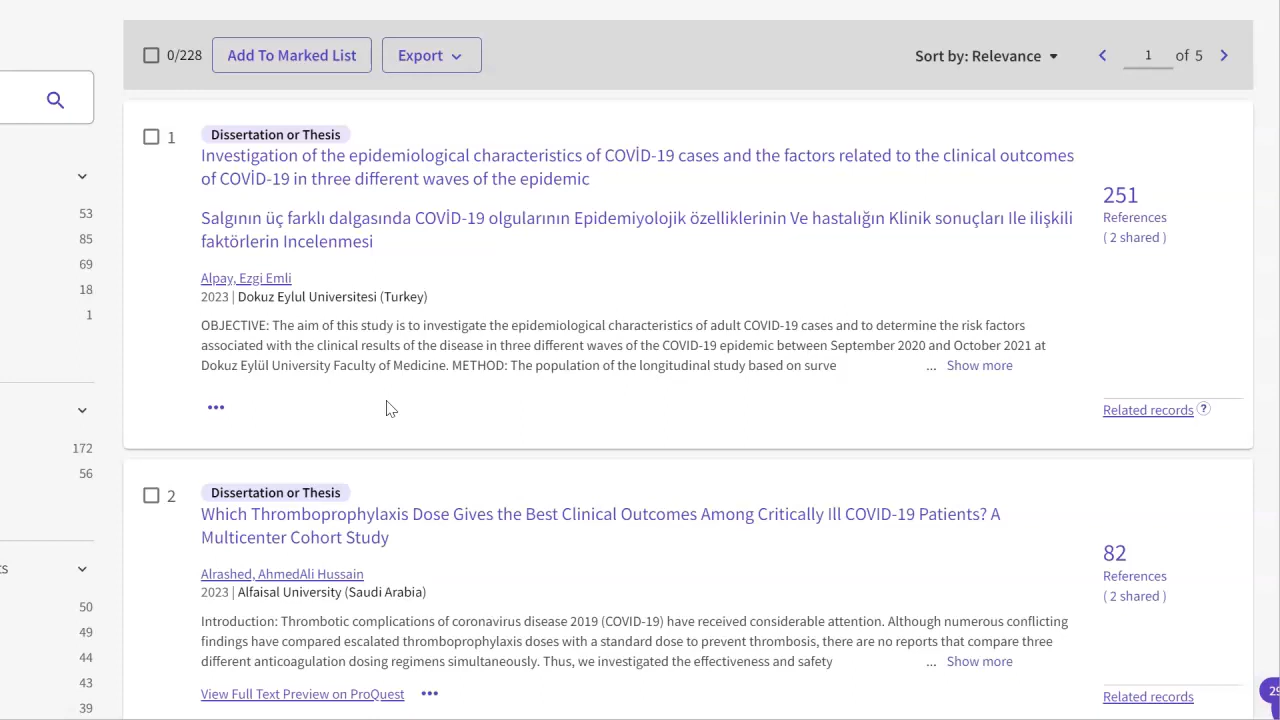 0/228 Add To Marked List Export Sort by: Relevance 1 of 5
1 Dissertation or Thesis
Investigation of the epidemiological characteristics of COVİD-19 cases and the factors related to the clinical outcomes
of COVİD-19 in three different waves of the epidemic
Salgının üç farklı dalgasında COVİD-19 olgularının Epidemiyolojik özelliklerinin Ve hastalığın Klinik sonuçları Ile ilişkili
faktörlerin Incelenmesi
Alpay, Ezgi Emli
2023 | Dokuz Eylul Universitesi (Turkey)
OBJECTIVE: The aim of this study is to investigate the epidemiological characteristics of adult COVID-19 cases and to determine the risk factors
associated with the clinical results of the disease in three different waves of the COVID-19 epidemic between September 2020 and October 2021 at
Dokuz Eylül University Faculty of Medicine. METHOD: The population of the longitudinal study based on surve ... Show more
•••
251
References
( 2 shared )
Related records ?
2 Dissertation or Thesis
Which Thromboprophylaxis Dose Gives the Best Clinical Outcomes Among Critically Ill COVID-19 Patients? A
Multicenter Cohort Study
Alrashed, AhmedAli Hussain
2023 | Alfaisal University (Saudi Arabia)
Introduction: Thrombotic complications of coronavirus disease 2019 (COVID-19) have received considerable attention. Although numerous conflicting
findings have compared escalated thromboprophylaxis doses with a standard dose to prevent thrombosis, there are no reports that compare three
different anticoagulation dosing regimens simultaneously. Thus, we investigated the effectiveness and safety ... Show more
View Full Text Preview on ProQuest •••
82
References
( 2 shared )
Related records
53
85
69
18
1
172
56
50
49
44
43
39